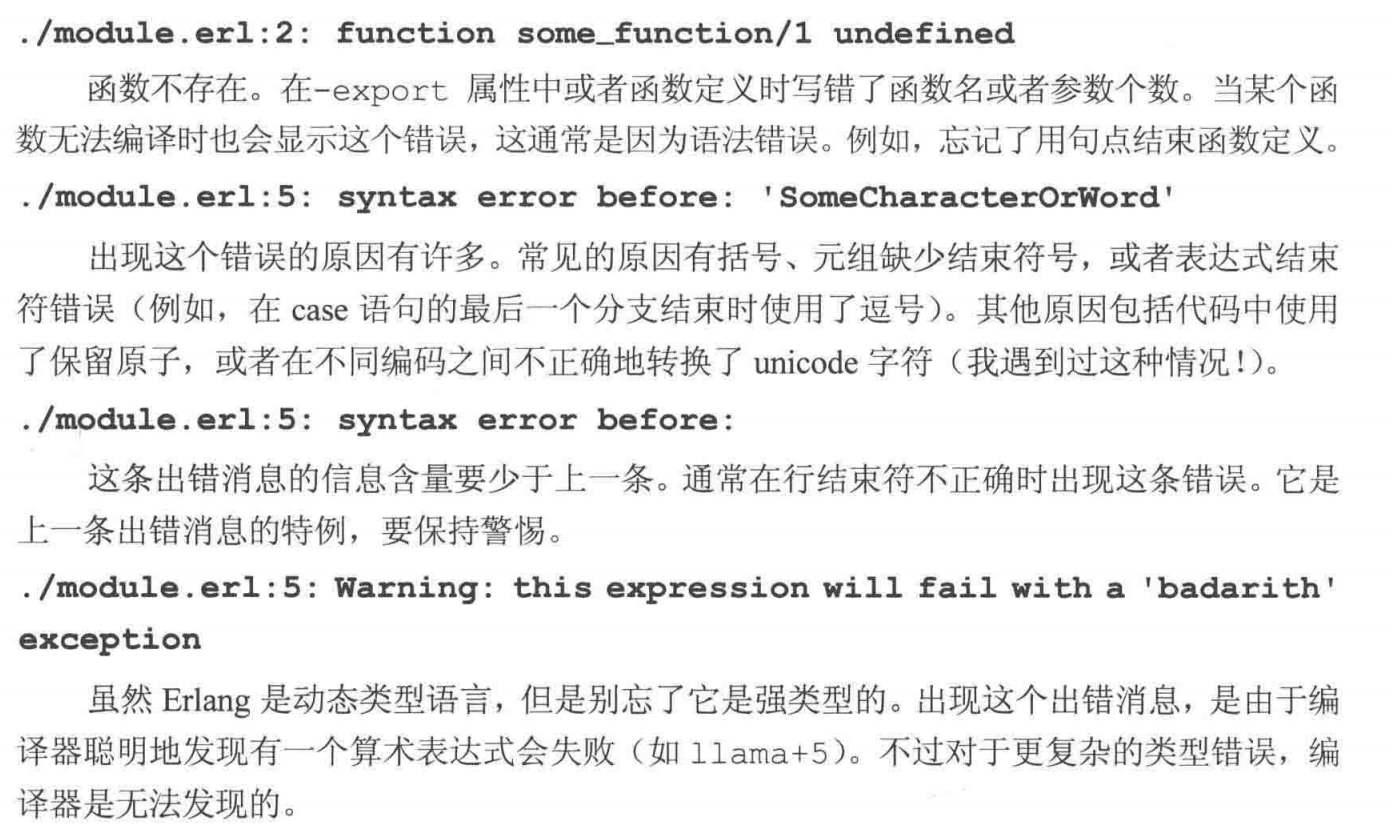 ./module.erl:2: function some_function/1 undefined
函数不存在。在-export 属性中或者函数定义时写错了函数名或者参数个数。当某个函
数无法编译时也会显示这个错误，这通常是因为语法错误。例如，忘记了用句点结束函数定义。
./module.erl:5: syntax error before: 'SomeCharacterOrWord'
出现这个错误的原因有许多。常见的原因有括号、元组缺少结束符号，或者表达式结束
符错误（例如，在 case 语句的最后一个分支结束时使用了逗号）。其他原因包括代码中使用
了保留原子，或者在不同编码之间不正确地转换了 unicode 字符（我遇到过这种情况！）。
./module.erl:5: syntax error before:
这条出错消息的信息含量要少于上一条。通常在行结束符不正确时出现这条错误。它是
上一条出错消息的特例，要保持警惕。
./module.erl:5: Warning: this expression will fail with a 'badarith'
exception
虽然 Erlang 是动态类型语言，但是别忘了它是强类型的。出现这个出错消息，是由于编
译器聪明地发现有一个算术表达式会失败（如 llama+5）。不过对于更复杂的类型错误，编
译器是无法发现的。